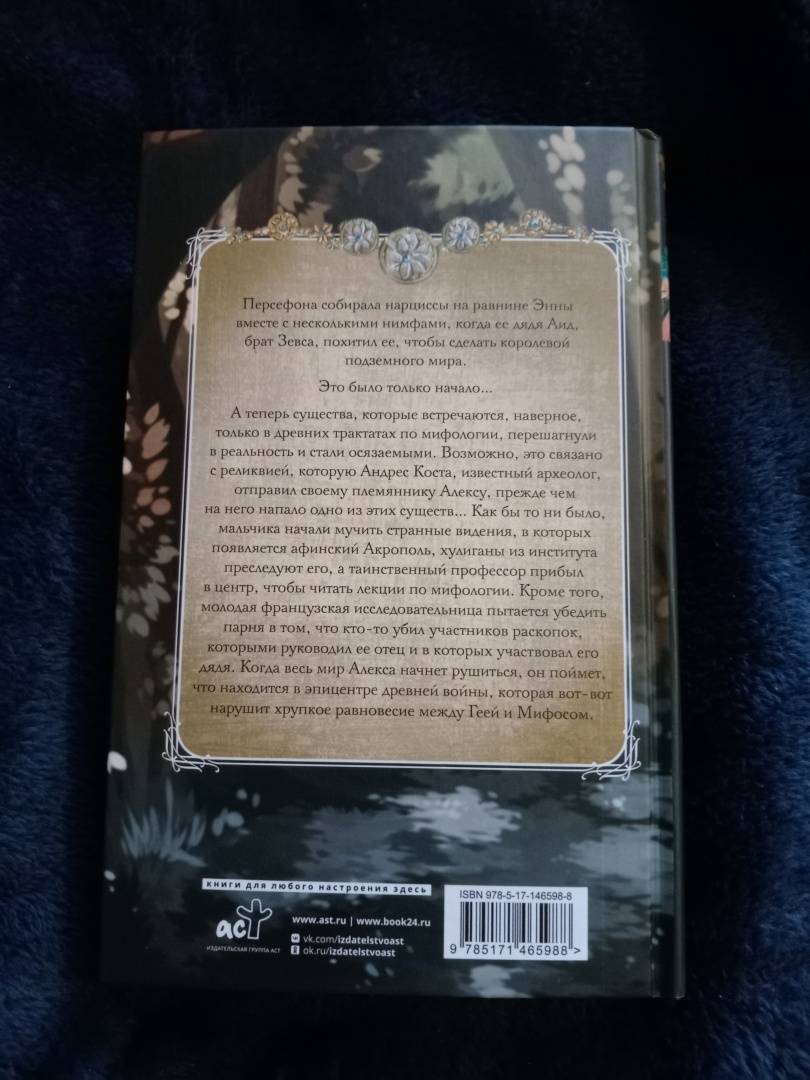 Персефона собирала нарциссы на равнине Энны
вместе с несколькими нимфами, когда ее дядя Аид,
брат Зевса, похитил ее, чтобы сделать королевой
подземного мира.
Это было только начало...
А теперь существа, которые встречаются, наверное,
только в древних трактатах по мифологии, перешагнули
в реальность и стали осязаемыми. Возможно, это связано
с реликвией, которую Андрес Коста, известный археолог,
отправил своему племяннику Алексу, прежде чем
на него напало одно из этих существ... Как бы то ни было,
мальчика начали мучить странные видения, в которых
появляется афинский Акрополь, хулиганы из института
преследуют его, а таинственный профессор прибыл
в центр, чтобы читать лекции по мифологии. Кроме того,
молодая французская исследовательница пытается убедить
парня в том, что кто-то убил участников раскопок,
которыми руководил ее отец и в которых участвовал его
дядя. Когда весь мир Алекса начнет рушиться, он поймет,
что находится в эпицентре древней войны, которая вот-вот
нарушит хрупкое равновесие между Геей и Мифосом.
книги для любого настроения здесь
аст
ИЗДАТЕЛЬСКАЯ ГРУППА АСТ
www.ast.ru | www.book24.ru
vk.com/izdatelstvoast
ok.ru/izdatelstvoast
ISBN 978-5-17-146598-8
9 785171 465988 >